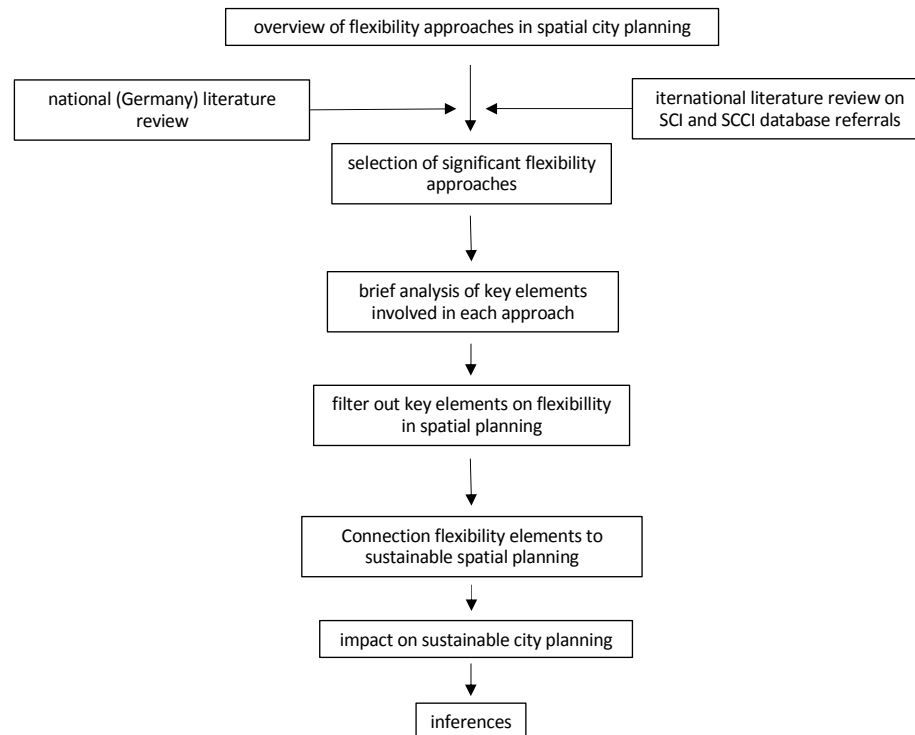 overview of flexibility approaches in spatial city planning
national (Germany) literature
review
iternational literature review on
SCI and SCCI database referrals
selection of significant flexibility
approaches
brief analysis of key elements
involved in each approach
filter out key elements on flexibillity
in spatial planning
Connection flexibility elements to
sustainable spatial planning
impact on sustainable city planning
inferences